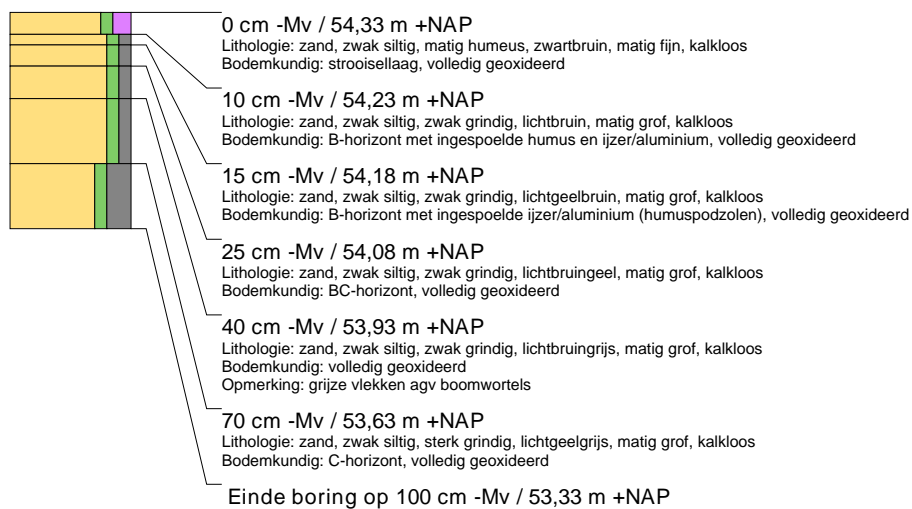 0 cm -Mv / 54,33 m +NAP
Lithologie: zand, zwak siltig, matig humeus, zwartbruin, matig fijn, kalkloos
Bodemkundig: strooisellaag, volledig geoxideerd
10 cm -Mv / 54,23 m +NAP
Lithologie: zand, zwak siltig, zwak grindig, lichtbruin, matig grof, kalkloos
Bodemkundig: B-horizont met ingespoelde humus en ijzer/aluminium, volledig geoxideerd
15 cm -Mv / 54,18 m +NAP
Lithologie: zand, zwak siltig, zwak grindig, lichtgeelbruin, matig grof, kalkloos
Bodemkundig: B-horizont met ingespoelde ijzer/aluminium (humuspodzolen), volledig geoxideerd
25 cm -Mv / 54,08 m +NAP
Lithologie: zand, zwak siltig, zwak grindig, lichtbruingeel, matig grof, kalkloos
Bodemkundig: BC-horizont, volledig geoxideerd
40 cm -Mv / 53,93 m +NAP
Lithologie: zand, zwak siltig, zwak grindig, lichtbruingrijs, matig grof, kalkloos
Bodemkundig: volledig geoxideerd
Opmerking: grijze vlekken agv boomwortels
70 cm -Mv / 53,63 m +NAP
Lithologie: zand, zwak siltig, sterk grindig, lichtgeelgrijs, matig grof, kalkloos
Bodemkundig: C-horizont, volledig geoxideerd
Einde boring op 100 cm -Mv / 53,33 m +NAP